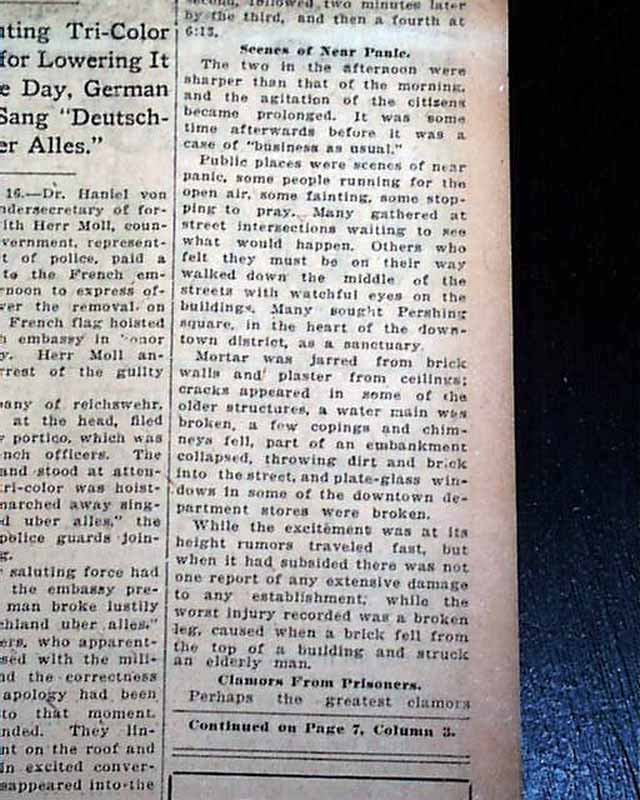 ating Tri-Color
for Lowering It
e Day, German
Sang "Deutsch-
er Alles."
16.—Dr. Haniel von
ndersecretary of for-
ith Herr Moll, coun-
vernment, represent-
t of police, paid a
to the French em-
rnoon to express of-
ver the removal on
French flag hoisted
h embassy in honor
y. Herr Moll an-
rrest of the guilty
pany of reichswehr,
at the head, filed
portico, which was
nch officers. The
and stood at atten-
ri-color was hoist-
marched away sing-
d uber alles," the
police guards join-
g.
saluting force had
the embassy pre-
man broke lustily
chland uber alles."
ers, who apparent-
sed with the mili-
nd the correctness
apology had been
to that moment.
nded. They lin-
nt on the roof and
in excited conver-
sappeared into the
second, followed two minutes later
by the third, and then a fourth at
6:13.
Scenes of Near Panic.
The two in the afternoon were
sharper than that of the morning,
and the agitation of the citizens
became prolonged. It was some
time afterwards before it was a
case of "business as usual."
Public places were scenes of near
panic, some people running for the
open air, some fainting, some stop-
ping to pray. Many gathered at
street intersections waiting to see
what would happen. Others who
felt they must be on their way
walked down the middle of the
streets with watchful eyes on the
buildings. Many sought Pershing
square, in the heart of the down-
town district, as a sanctuary.
Mortar was jarred from brick
walls and plaster from ceilings;
cracks appeared in some of the
older structures, a water main was
broken, a few copings and chim-
neys fell, part of an embankment
collapsed, throwing dirt and brick
into the street, and plate-glass win-
dows in some of the downtown de-
partment stores were broken.
While the excitement was at its
height rumors traveled fast, but
when it had subsided there was not
one report of any extensive damage
to any establishment, while the
worst injury recorded was a broken
leg, caused when a brick fell from
the top of a building and struck
an elderly man.
Clamors From Prisoners.
Perhaps the greatest clamors
Continued on Page 7, Column 3.